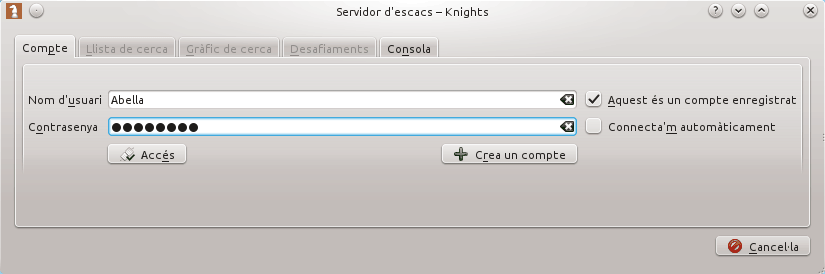 Servidor d'escacs – Knights
Compte Llista de cerca Gràfic de cerca Desafiaments Consola
Nom d'usuari Abella Aquest és un compte enregistrat
Contrasenya ●●●●●●●● Connecta'm automàticament
Accés Crea un compte
Cancel·la